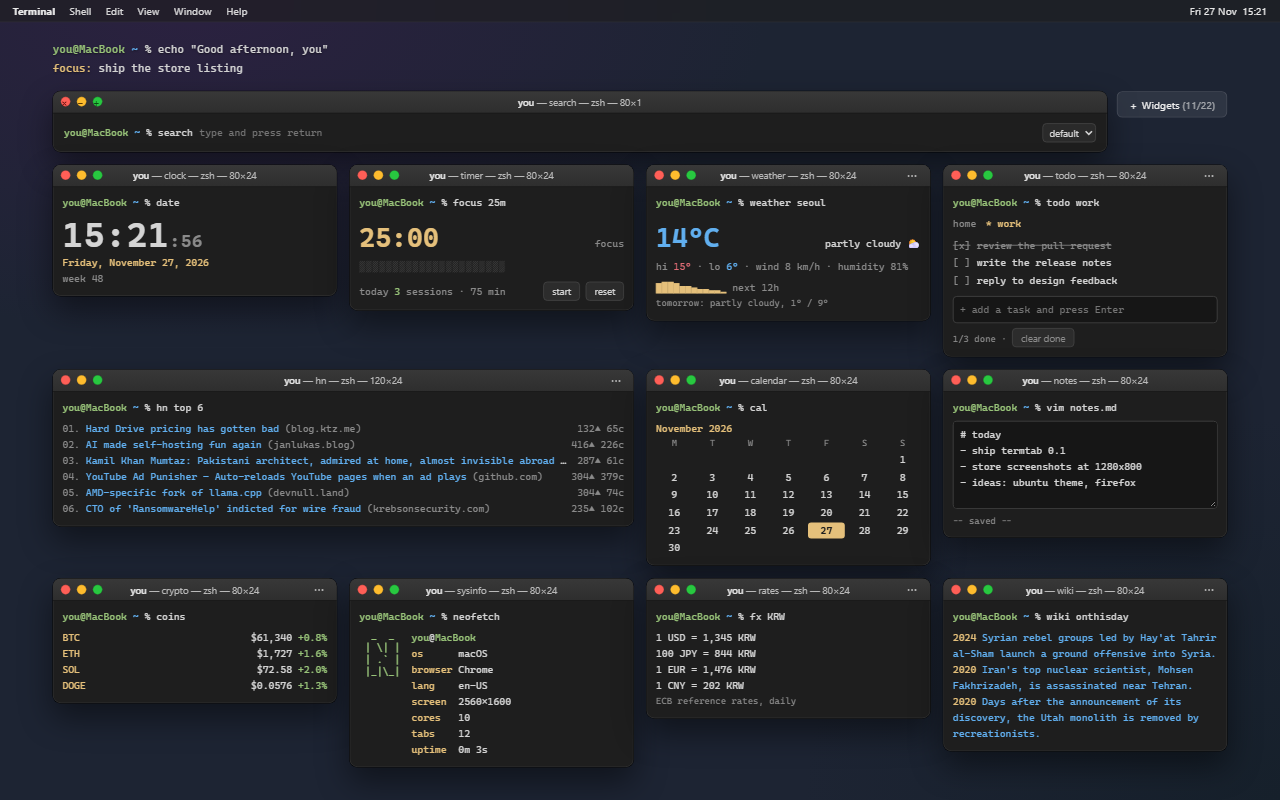 Terminal Shell Edit View Window Help Fri 27 Nov 15:21
you@MacBook ~ % echo "Good afternoon, you"
focus: ship the store listing
you — search — zsh — 80×1
you@MacBook ~ % search type and press return default
+ Widgets (11/22)
you — clock — zsh — 80×24
you@MacBook ~ % date
15:21:56
Friday, November 27, 2026
week 48
you — timer — zsh — 80×24
you@MacBook ~ % focus 25m
25:00 focus
today 3 sessions · 75 min start reset
you — weather — zsh — 80×24 ···
you@MacBook ~ % weather seoul
14°C partly cloudy
hi 15° · lo 6° · wind 8 km/h · humidity 81%
next 12h
tomorrow: partly cloudy, 1° / 9°
you — todo — zsh — 80×24 ···
you@MacBook ~ % todo work
home * work
[x] review the pull request
[ ] write the release notes
[ ] reply to design feedback
+ add a task and press Enter
1/3 done · clear done
you — hn — zsh — 120×24 ···
you@MacBook ~ % hn top 6
01. Hard Drive pricing has gotten bad (blog.ktz.me) 132▲ 65c
02. AI made self-hosting fun again (janlukas.blog) 416▲ 226c
03. Kamil Khan Mumtaz: Pakistani architect, admired at home, almost invisible abroad … 287▲ 61c
04. YouTube Ad Punisher – Auto-reloads YouTube pages when an ad plays (github.com) 304▲ 379c
05. AMD-specific fork of llama.cpp (devnull.land) 304▲ 74c
06. CTO of 'RansomwareHelp' indicted for wire fraud (krebsonsecurity.com) 235▲ 102c
you — calendar — zsh — 80×24
you@MacBook ~ % cal
November 2026
M T W T F S S
1
2 3 4 5 6 7 8
9 10 11 12 13 14 15
16 17 18 19 20 21 22
23 24 25 26 27 28 29
30
you — notes — zsh — 80×24
you@MacBook ~ % vim notes.md
# today
- ship termtab 0.1
- store screenshots at 1280x800
- ideas: ubuntu theme, firefox
-- saved --
you — crypto — zsh — 80×24 ···
you@MacBook ~ % coins
BTC $61,340 +0.8%
ETH $1,727 +1.6%
SOL $72.58 +2.0%
DOGE $0.0576 +1.3%
you — sysinfo — zsh — 80×24
you@MacBook ~ % neofetch
you@MacBook
os macOS
browser Chrome
lang en-US
screen 2560×1600
cores 10
tabs 12
uptime 0m 3s
you — rates — zsh — 80×24 ···
you@MacBook ~ % fx KRW
1 USD = 1,345 KRW
100 JPY = 844 KRW
1 EUR = 1,476 KRW
1 CNY = 202 KRW
ECB reference rates, daily
you — wiki — zsh — 80×24 ···
you@MacBook ~ % wiki onthisday
2024 Syrian rebel groups led by Hay'at Tahrir
al-Sham launch a ground offensive into Syria.
2020 Iran's top nuclear scientist, Mohsen
Fakhrizadeh, is assassinated near Tehran.
2020 Days after the announcement of its
discovery, the Utah monolith is removed by
recreationists.